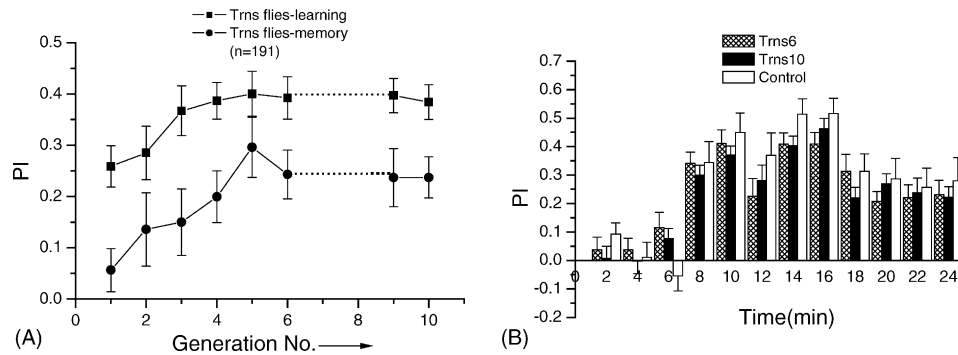 Trns flies-learning
Trns flies-memory
(n=191)
0.5
0.4
0.3
0.2
0.1
0.0
PI
0 2 4 6 8 10
Generation No.
(A)
Trns6
Trns10
Control
0.7
0.6
0.5
0.4
0.3
0.2
0.1
0.0
-0.1
-0.2
PI
0 2 4 6 8 10 12 14 16 18 20 22 24
Time(min)
(B)